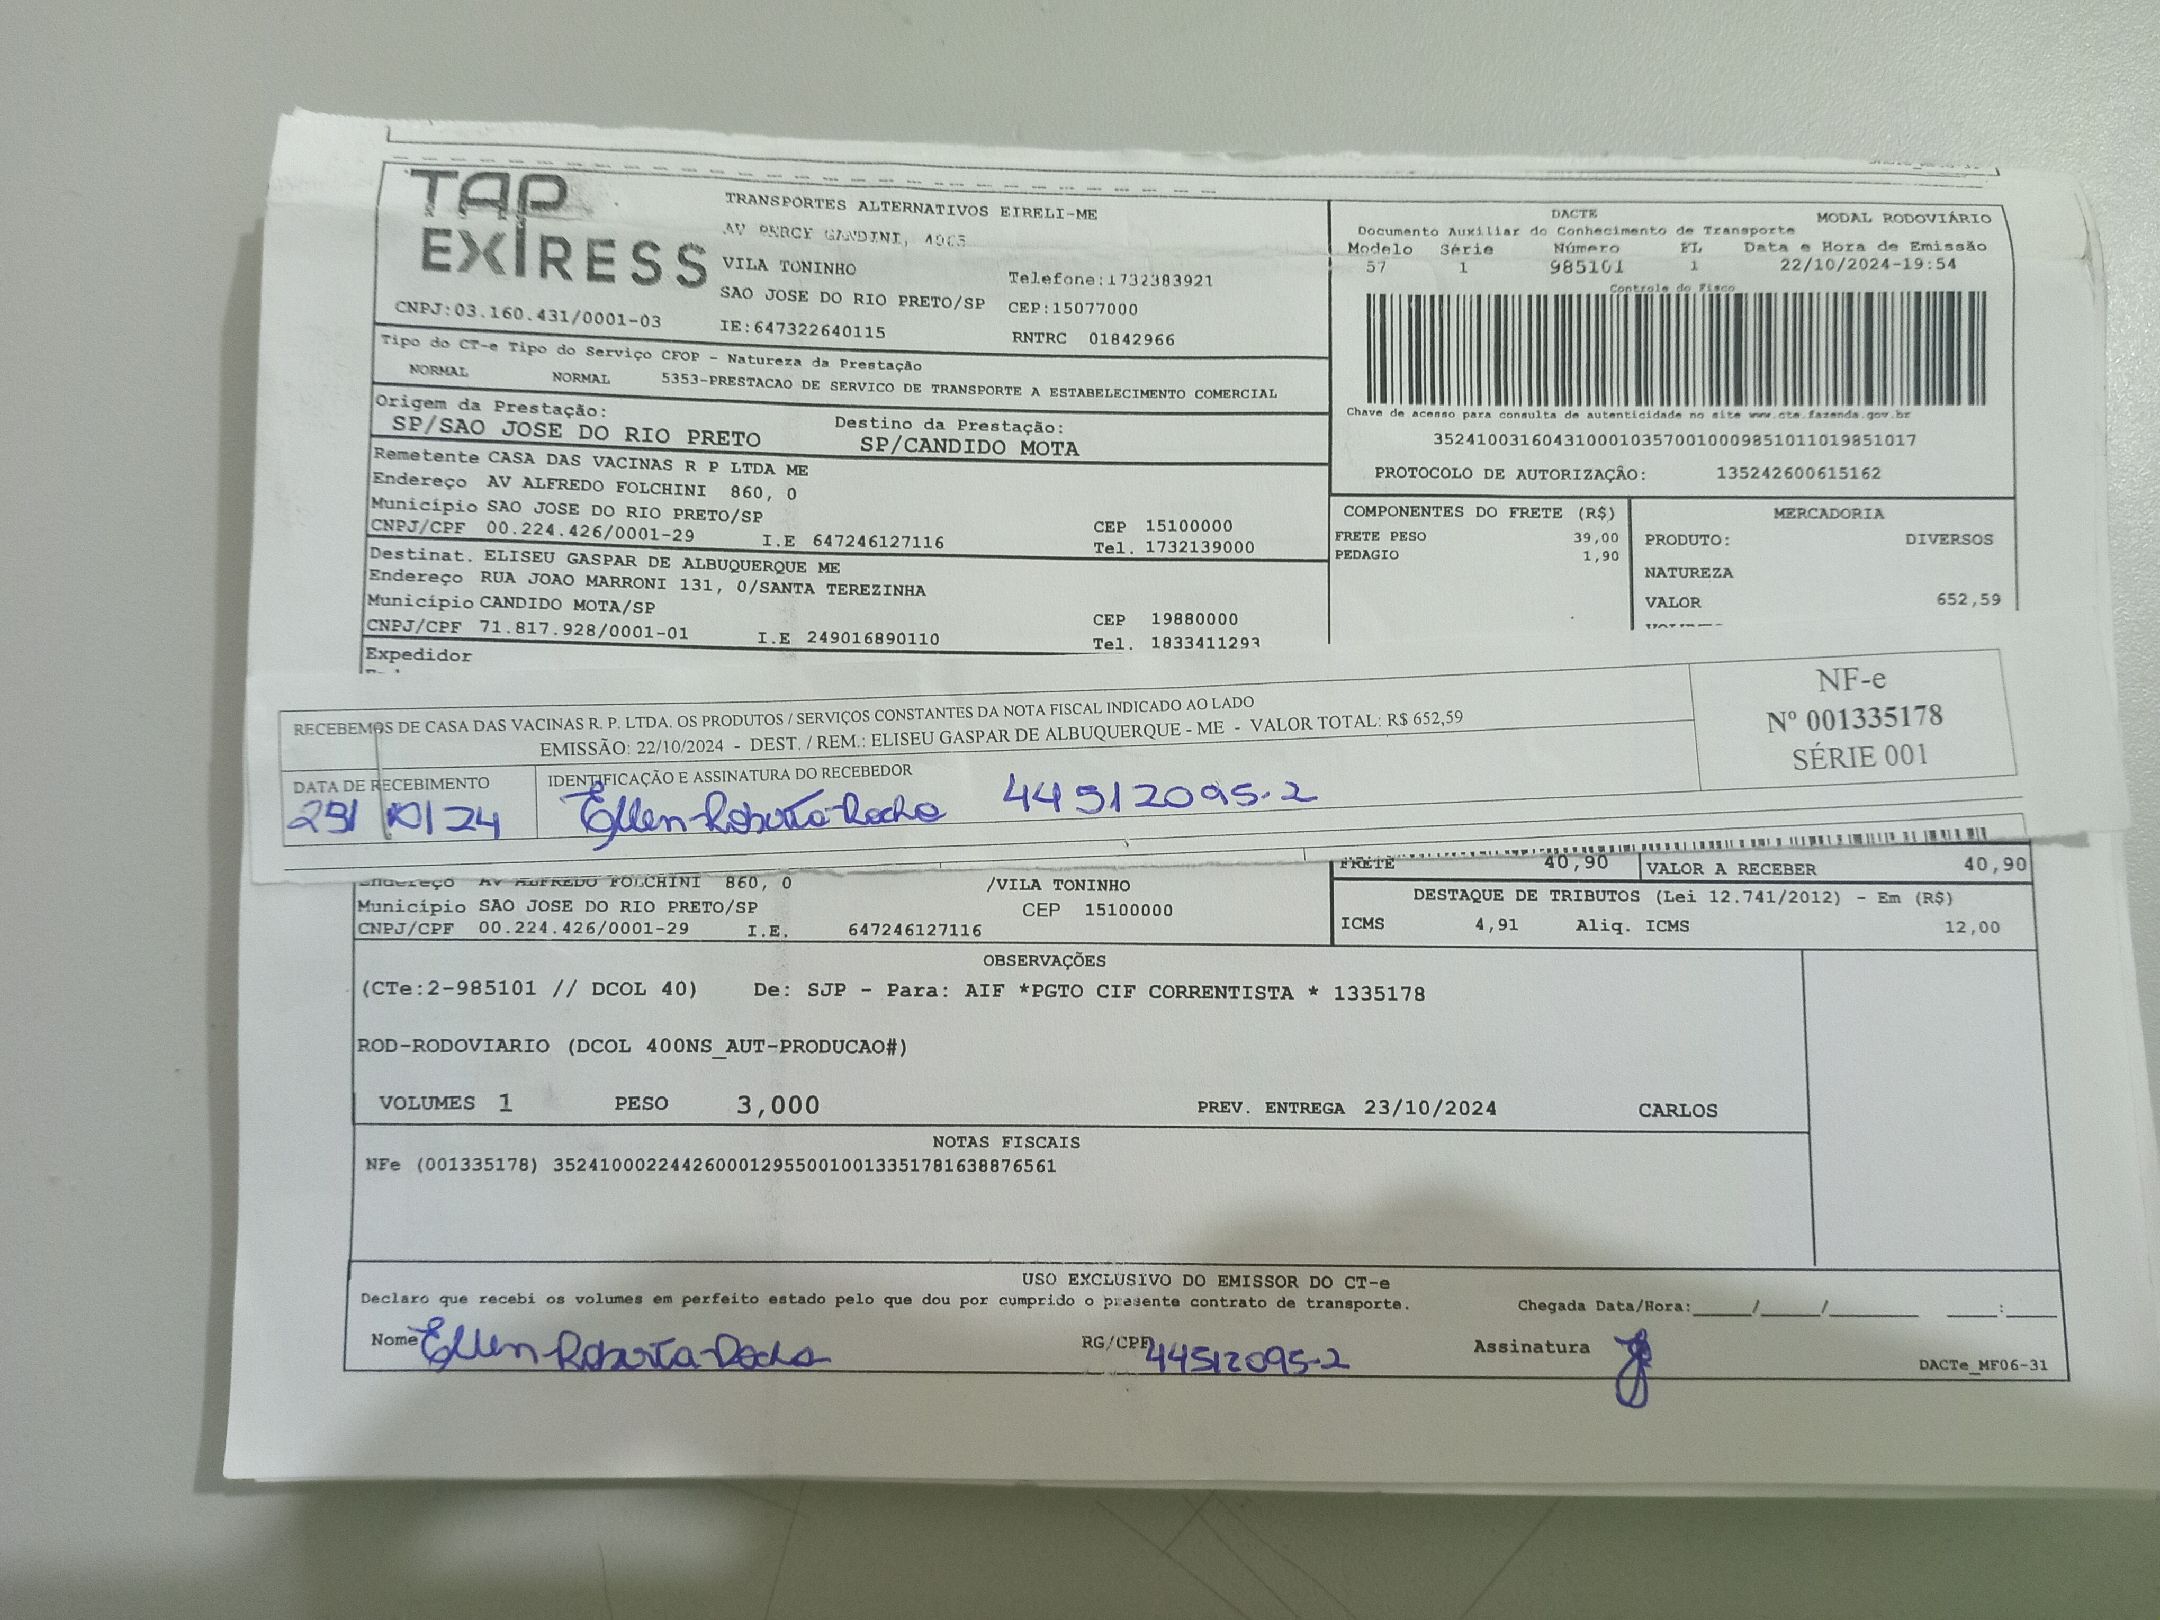 TAP
EXPRESS
TRANSPORTES ALTERNATIVOS EIRELI-ME
AV PERCY GANDINI,
VILA TONINHO
Telefone:1732383921
SAO JOSE DO RIO PRETO/SP
CEP:15077000
CNPJ:03.160.431/0001-03
IE:647322640115
RNTRC 01842966
DACTE
MODAL RODOVIÁRIO
Documento Auxiliar do Conhecimento de Transporte
Modelo Série Número FL Data e Hora de Emissão
57 1 985101 1 22/10/2024-19:54
Controle do Fisco
Chave de acesso para consulta de autenticidade no site www.cte.fazenda.gov.br
35241003160431000103570010009851011019851017
PROTOCOLO DE AUTORIZAÇÃO: 135242600615162
Tipo do CT-e Tipo do Serviço CFOP - Natureza da Prestação
NORMAL NORMAL 5353-PRESTACAO DE SERVICO DE TRANSPORTE A ESTABELECIMENTO COMERCIAL
Origem da Prestação: Destino da Prestação:
SP/SAO JOSE DO RIO PRETO SP/CANDIDO MOTA
Remetente CASA DAS VACINAS R P LTDA ME
Endereço AV ALFREDO FOLCHINI 860, 0
Município SAO JOSE DO RIO PRETO/SP CEP 15100000
CNPJ/CPF 00.224.426/0001-29 I.E 647246127116 Tel. 1732139000
Destinat. ELISEU GASPAR DE ALBUQUERQUE ME
Endereço RUA JOAO MARRONI 131, 0/SANTA TEREZINHA
Município CANDIDO MOTA/SP CEP 19880000
CNPJ/CPF 71.817.928/0001-01 I.E 249016890110 Tel. 1833411293
Expedidor
COMPONENTES DO FRETE (R$)
FRETE PESO 39,00
PEDAGIO 1,90
MERCADORIA
PRODUTO: DIVERSOS
NATUREZA
VALOR 652,59
RECEBEMOS DE CASA DAS VACINAS R. P. LTDA. OS PRODUTOS / SERVIÇOS CONSTANTES DA NOTA FISCAL INDICADO AO LADO
EMISSÃO: 22/10/2024 - DEST. / REM.: ELISEU GASPAR DE ALBUQUERQUE - ME - VALOR TOTAL: R$ 652,59
NF-e
Nº 001335178
SÉRIE 001
DATA DE RECEBIMENTO
IDENTIFICAÇÃO E ASSINATURA DO RECEBEDOR
/10/24
Ellen Roberta Rocha 44512095-2
FRETE 40,90 VALOR A RECEBER 40,90
Endereço AV ALFREDO FOLCHINI 860, 0 /VILA TONINHO
Município SAO JOSE DO RIO PRETO/SP CEP 15100000
CNPJ/CPF 00.224.426/0001-29 I.E. 647246127116
DESTAQUE DE TRIBUTOS (Lei 12.741/2012) - Em (R$)
ICMS 4,91 Aliq. ICMS 12,00
OBSERVAÇÕES
(CTe:2-985101 // DCOL 40) De: SJP - Para: AIF *PGTO CIF CORRENTISTA * 1335178
ROD-RODOVIARIO (DCOL 400NS_AUT-PRODUCAO#)
VOLUMES 1 PESO 3,000 PREV. ENTREGA 23/10/2024 CARLOS
NOTAS FISCAIS
NFe (001335178) 35241000224426000129550010013351781638876561
USO EXCLUSIVO DO EMISSOR DO CT-e
Declaro que recebi os volumes em perfeito estado pelo que dou por cumprido o presente contrato de transporte. Chegada Data/Hora:____/____/______ ___:___
Nome Ellen Roberta Rocha RG/CPF 44512095-2 Assinatura
DACTe_MF06-31